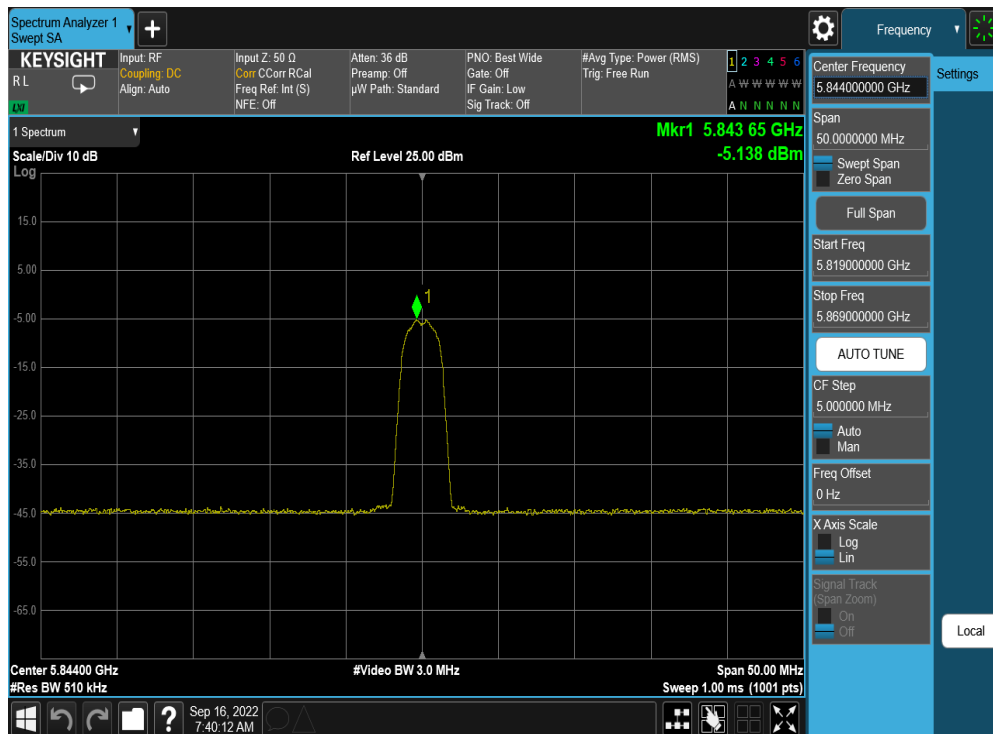 Spectrum Analyzer 1
Swept SA
+
Frequency
KEYSIGHT
R L
LXI
Input: RF
Coupling: DC
Align: Auto
Input Z: 50 Ω
Corr CCorr RCal
Freq Ref: Int (S)
NFE: Off
Atten: 36 dB
Preamp: Off
µW Path: Standard
PNO: Best Wide
Gate: Off
IF Gain: Low
Sig Track: Off
#Avg Type: Power (RMS)
Trig: Free Run
1 2 3 4 5 6
A W W W W W
A N N N N N
1 Spectrum
Scale/Div 10 dB
Log
Ref Level 25.00 dBm
Mkr1 5.843 65 GHz
-5.138 dBm
15.0
5.00
-5.00
-15.0
-25.0
-35.0
-45.0
-55.0
-65.0
1
Center 5.84400 GHz
#Res BW 510 kHz
#Video BW 3.0 MHz
Span 50.00 MHz
Sweep 1.00 ms (1001 pts)
Center Frequency
5.844000000 GHz
Settings
Span
50.0000000 MHz
Swept Span
Zero Span
Full Span
Start Freq
5.819000000 GHz
Stop Freq
5.869000000 GHz
AUTO TUNE
CF Step
5.000000 MHz
Auto
Man
Freq Offset
0 Hz
X Axis Scale
Log
Lin
Signal Track
(Span Zoom)
On
Off
Local
?
Sep 16, 2022
7:40:12 AM